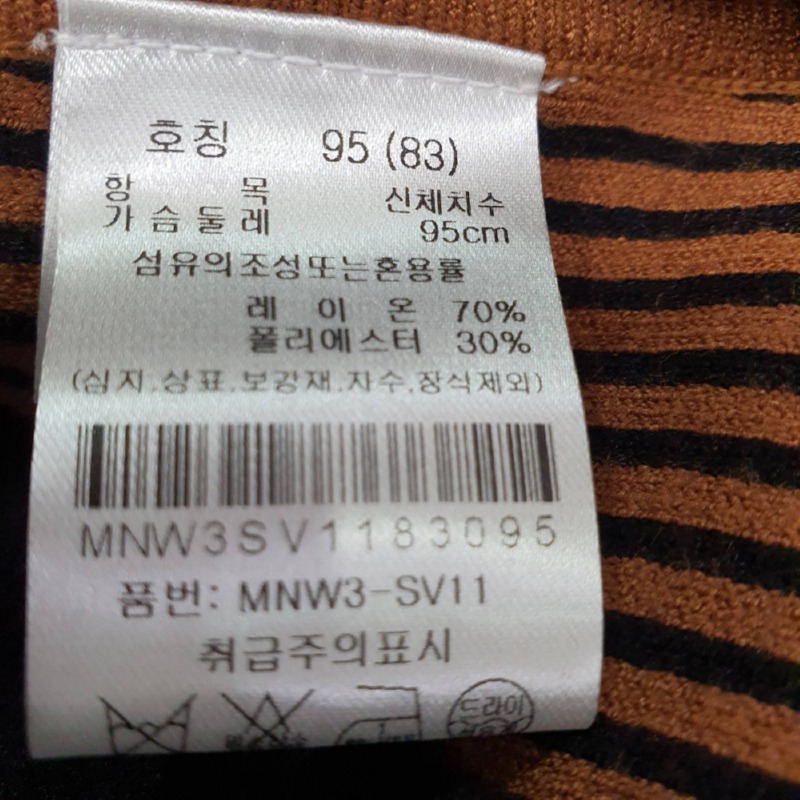 호칭 95 (83)
항 목 신체치수
가슴둘레 95cm
섬유의조성또는혼용률
레이온 70%
폴리에스터 30%
(심지.상표.보강재.자수.장식제외)
MNW3SV1183095
품번: MNW3-SV11
취급주의표시
드라이